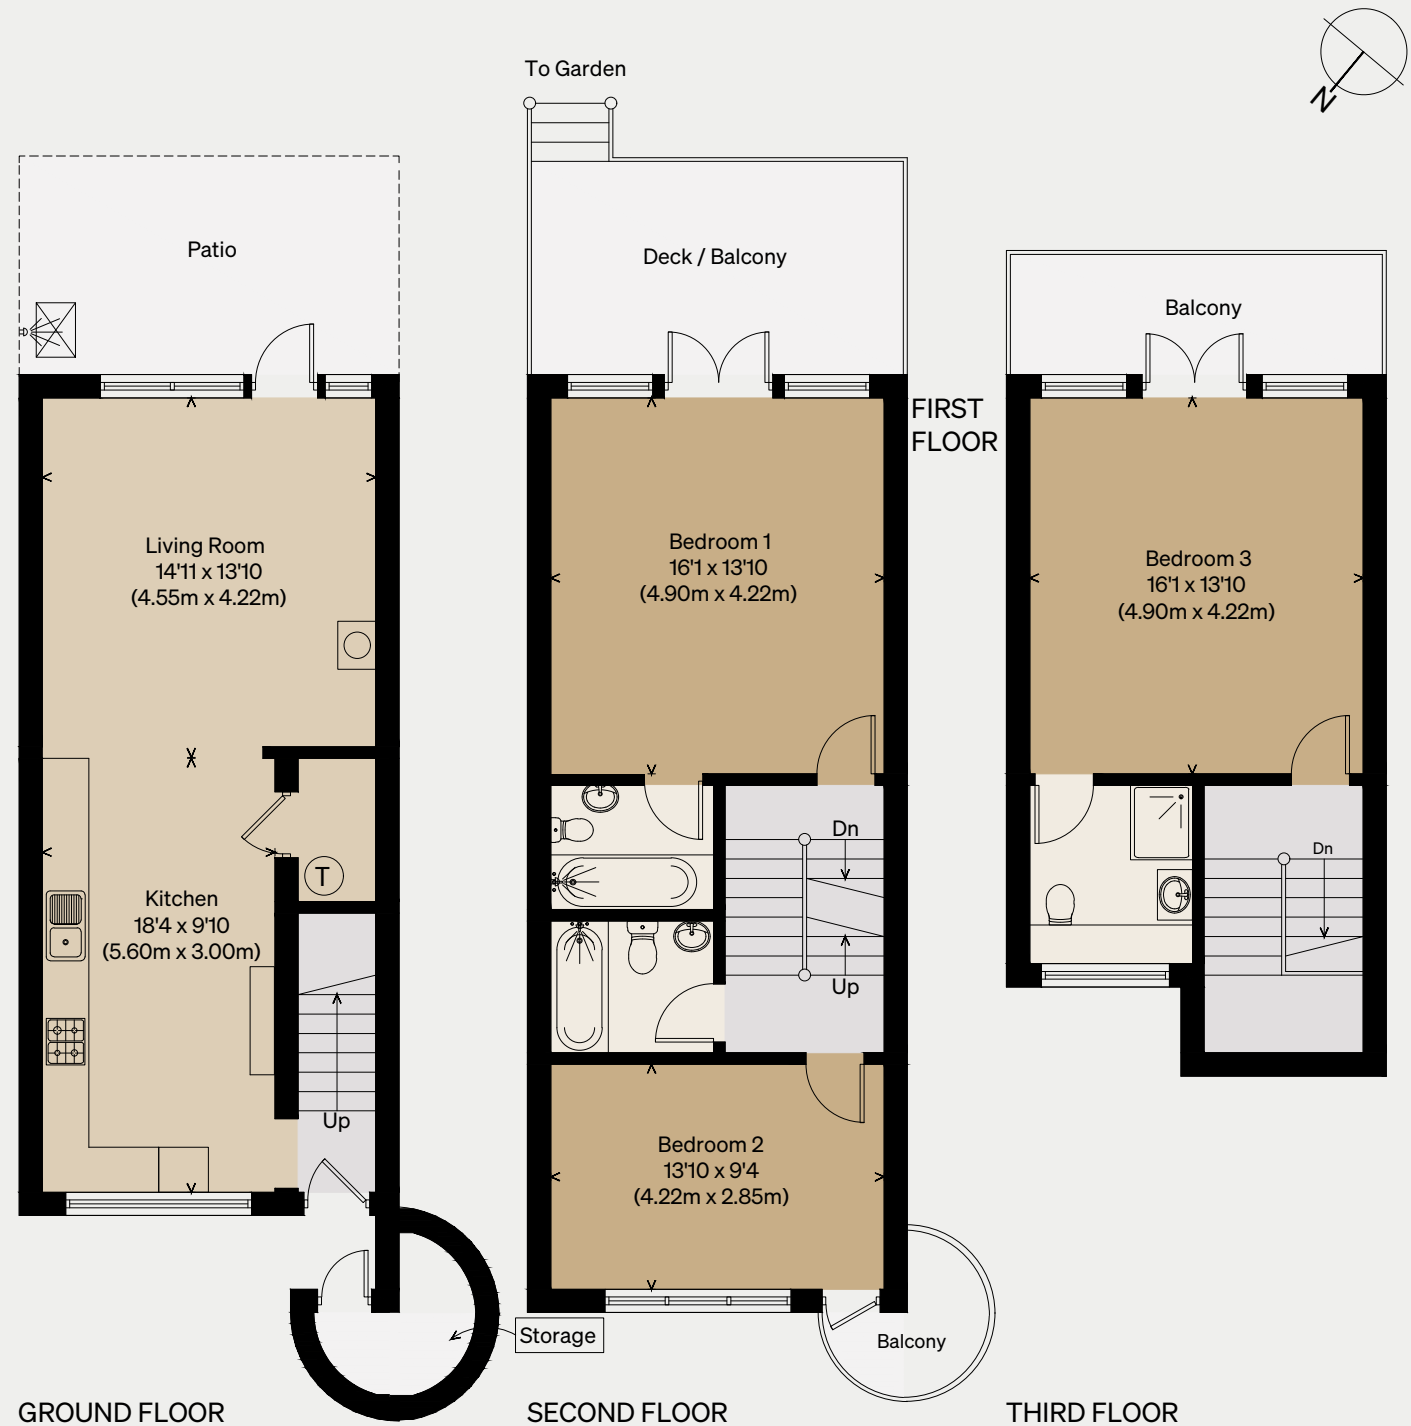 N
To Garden
Patio
Deck / Balcony
Balcony
FIRST
FLOOR
Living Room
14'11 x 13'10
(4.55m x 4.22m)
Bedroom 1
16'1 x 13'10
(4.90m x 4.22m)
Bedroom 3
16'1 x 13'10
(4.90m x 4.22m)
T
Kitchen
18'4 x 9'10
(5.60m x 3.00m)
Up
Dn
Up
Dn
Bedroom 2
13'10 x 9'4
(4.22m x 2.85m)
Storage
Balcony
GROUND FLOOR
SECOND FLOOR
THIRD FLOOR